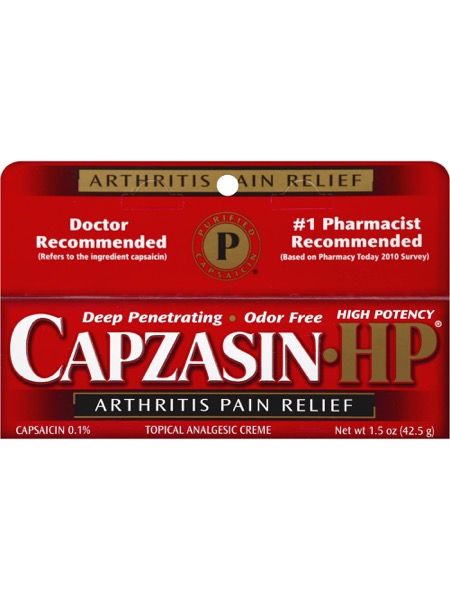 ARTHRITIS PAIN RELIEF
Doctor
Recommended
(Refers to the ingredient capsaicin)
PURIFIED
P
CAPSAICIN
®
#1 Pharmacist
Recommended
(Based on Pharmacy Today 2010 Survey)
Deep Penetrating • Odor Free HIGH POTENCY
CAPZASIN•HP®
ARTHRITIS PAIN RELIEF
CAPSAICIN 0.1% TOPICAL ANALGESIC CREME Net wt 1.5 oz (42.5 g)